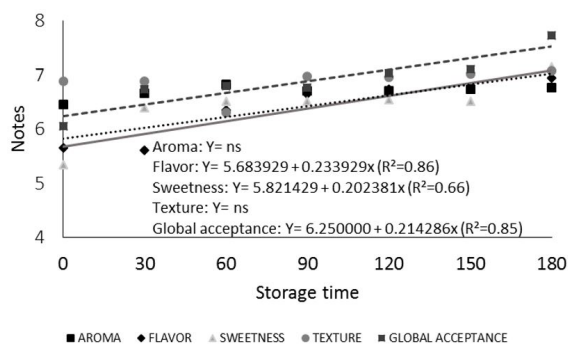 8
7
6
5
4
Notes
Aroma: Y= ns
Flavor: Y= 5.683929 + 0.233929x (R²=0.86)
Sweetness: Y= 5.821429 + 0.202381x (R²=0.66)
Texture: Y= ns
Global acceptance: Y= 6.250000 + 0.214286x (R²=0.85)
0 30 60 90 120 150 180
Storage time
AROMA FLAVOR SWEETNESS TEXTURE GLOBAL ACCEPTANCE